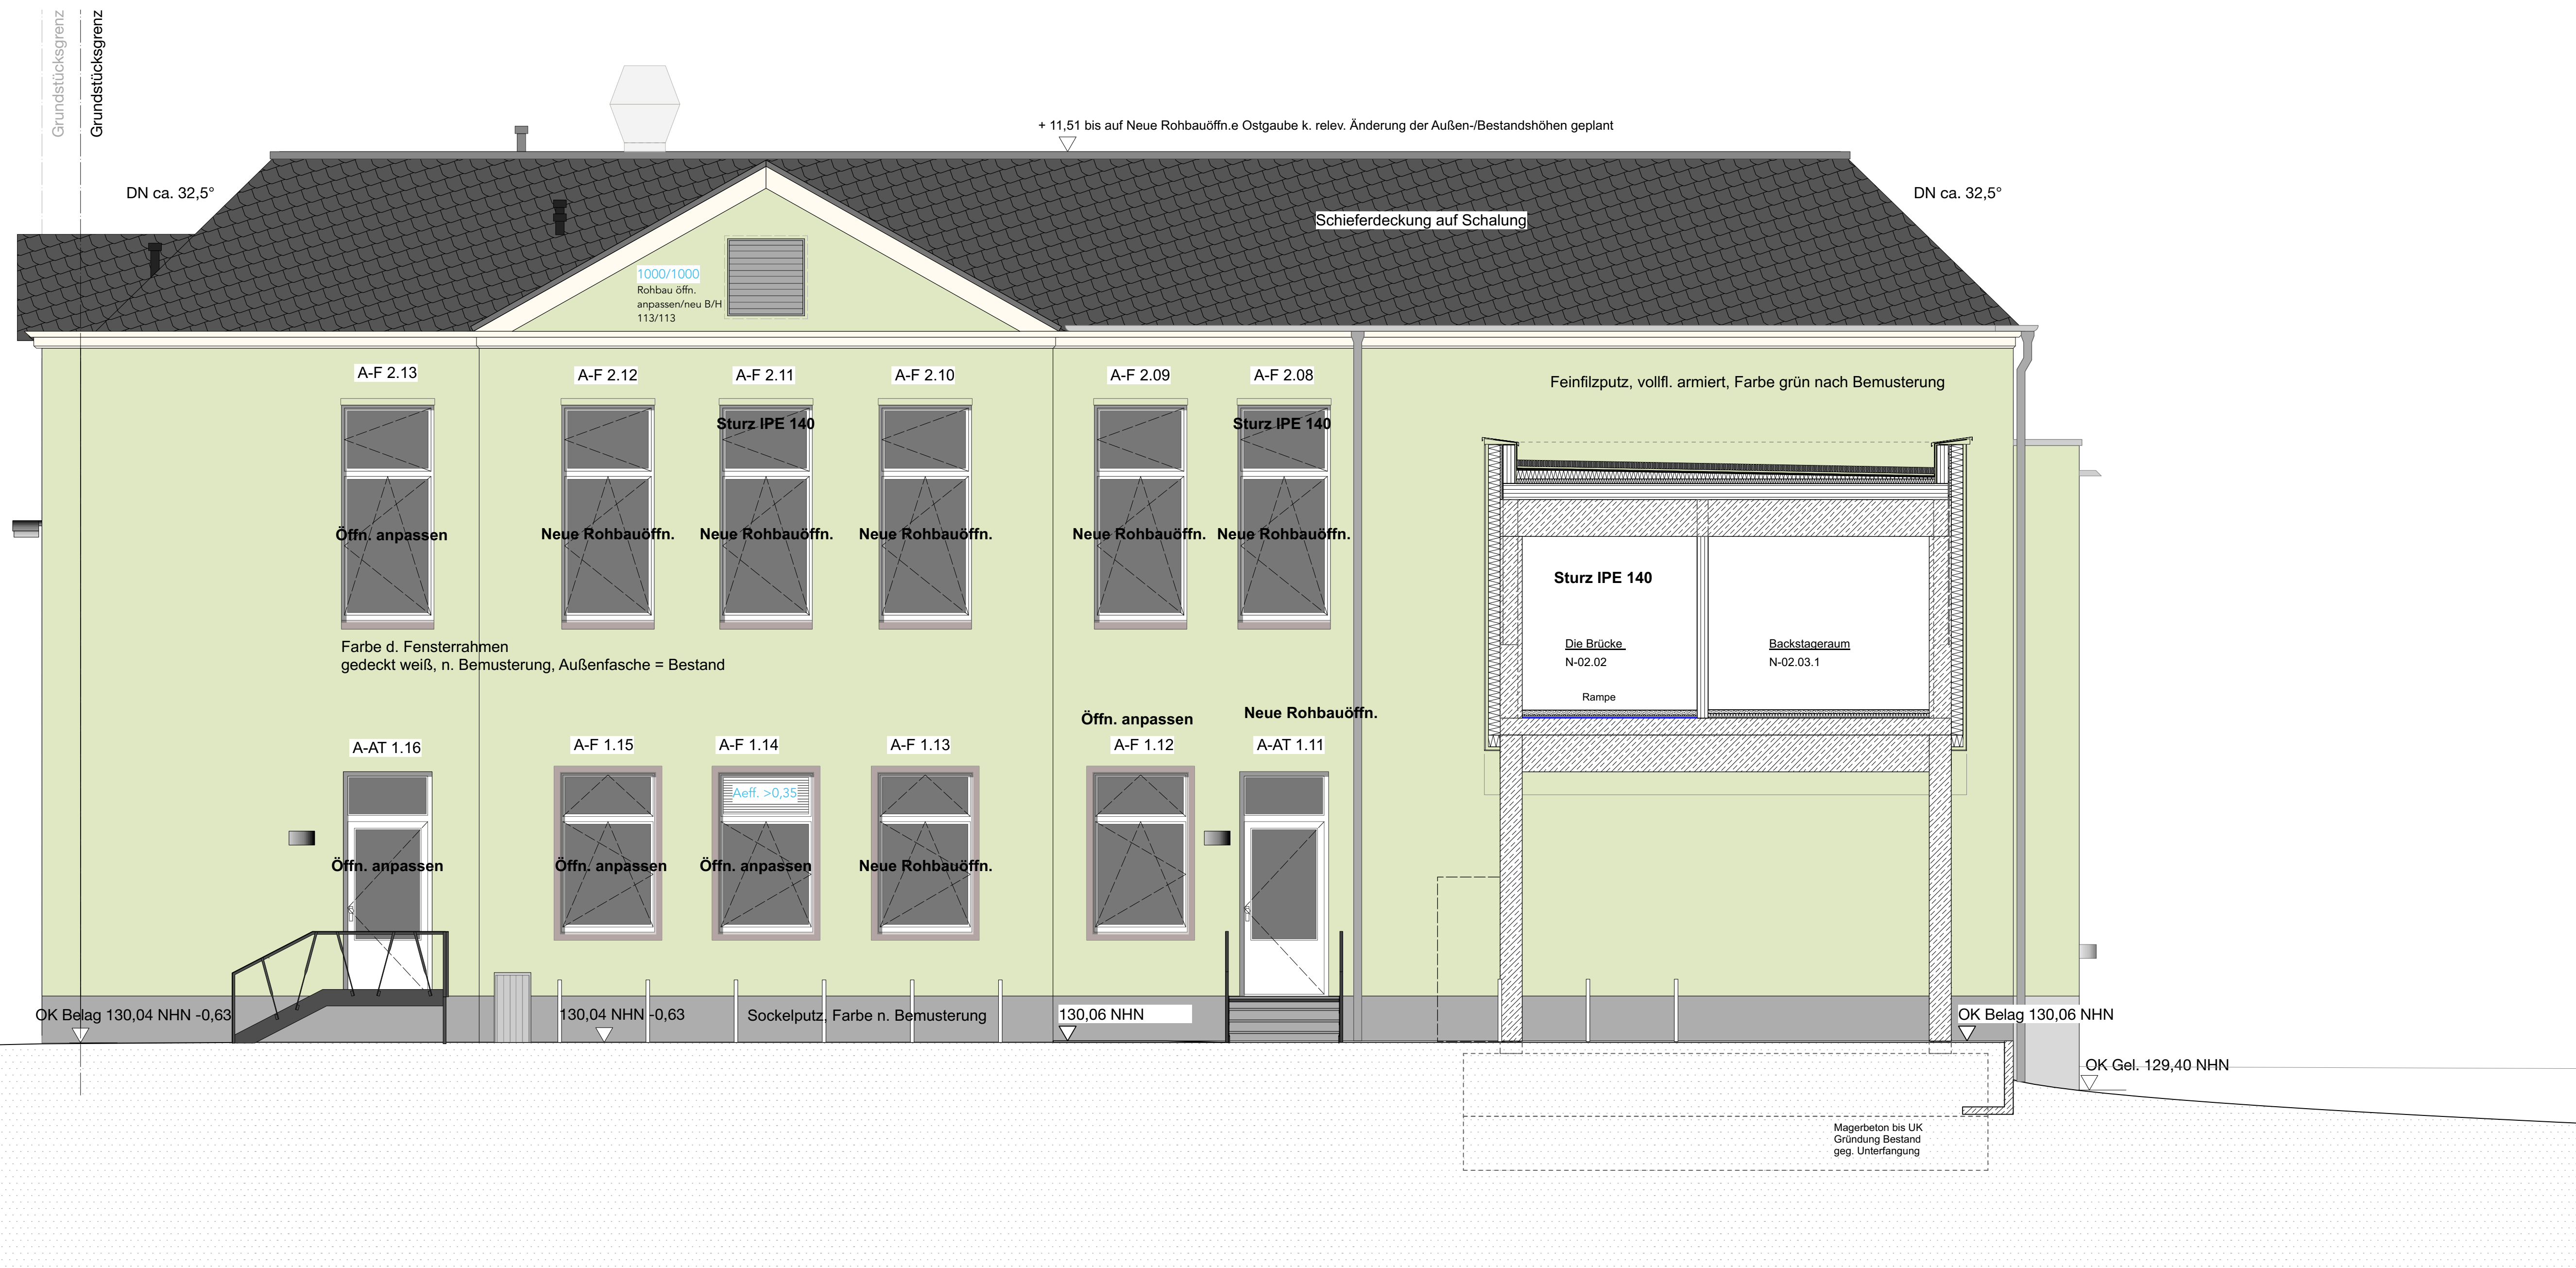 Grundstücksgrenz
Grundstücksgrenz
+ 11,51 bis auf Neue Rohbauöffn.e Ostgaube k. relev. Änderung der Außen-/Bestandshöhen geplant
DN ca. 32,5°
DN ca. 32,5°
Schieferdeckung auf Schalung
1000/1000
Rohbau öffn.
anpassen/neu B/H
113/113
A-F 2.13
A-F 2.12
A-F 2.11
A-F 2.10
A-F 2.09
A-F 2.08
Feinfilzputz, vollfl. armiert, Farbe grün nach Bemusterung
Sturz IPE 140
Sturz IPE 140
Öffn. anpassen
Neue Rohbauöffn.
Neue Rohbauöffn.
Neue Rohbauöffn.
Neue Rohbauöffn.
Neue Rohbauöffn.
Sturz IPE 140
Die Brücke
N-02.02
Rampe
Backstageraum
N-02.03.1
Farbe d. Fensterrahmen
gedeckt weiß, n. Bemusterung, Außenfasche = Bestand
Öffn. anpassen
Neue Rohbauöffn.
A-AT 1.16
A-F 1.15
A-F 1.14
A-F 1.13
A-F 1.12
A-AT 1.11
Aeff. >0,35
Öffn. anpassen
Öffn. anpassen
Öffn. anpassen
Neue Rohbauöffn.
OK Belag 130,04 NHN -0,63
130,04 NHN -0,63
Sockelputz, Farbe n. Bemusterung
130,06 NHN
OK Belag 130,06 NHN
OK Gel. 129,40 NHN
Magerbeton bis UK
Gründung Bestand
geg. Unterfangung